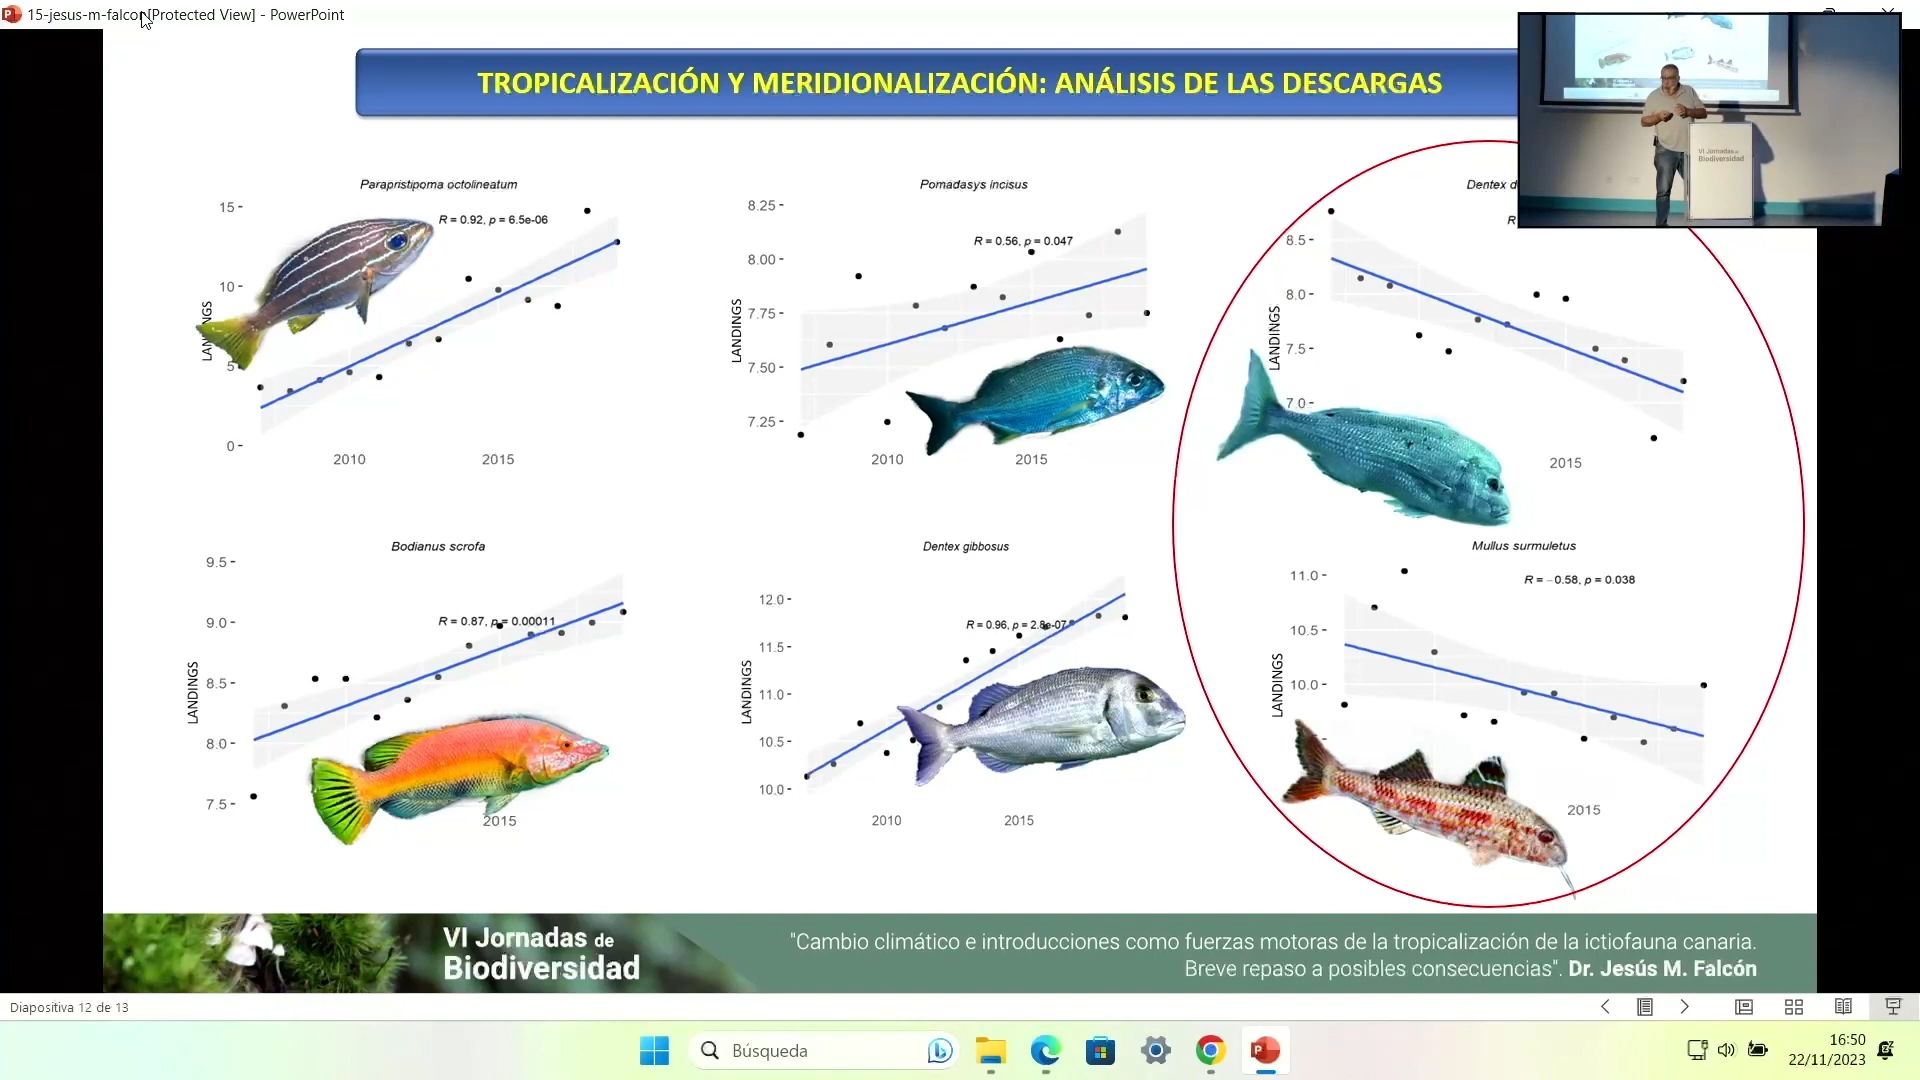 15-jesus-m-falcon [Protected View] - PowerPoint
TROPICALIZACIÓN Y MERIDIONALIZACIÓN: ANÁLISIS DE LAS DESCARGAS
VI Jornadas de
Biodiversidad
Parapristipoma octolineatum
R = 0.92, p = 6.5e-06
15
10
5
0
LANDINGS
2010
2015
Pomadasys incisus
R = 0.56, p = 0.047
8.25
8.00
7.75
7.50
7.25
LANDINGS
2010
2015
Dentex d
R
8.5
8.0
7.5
7.0
LANDINGS
2015
Bodianus scrofa
R = 0.87, p = 0.00011
9.5
9.0
8.5
8.0
7.5
LANDINGS
2015
Dentex gibbosus
R = 0.96, p = 2.8e-07
12.0
11.5
11.0
10.5
10.0
LANDINGS
2010
2015
Mullus surmuletus
R = −0.58, p = 0.038
11.0
10.5
10.0
LANDINGS
2015
VI Jornadas de
Biodiversidad
"Cambio climático e introducciones como fuerzas motoras de la tropicalización de la ictiofauna canaria.
Breve repaso a posibles consecuencias". Dr. Jesús M. Falcón
Diapositiva 12 de 13
Búsqueda
16:50
22/11/2023